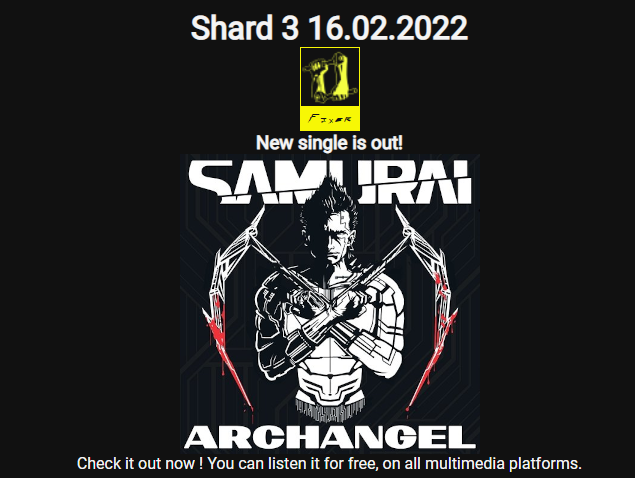 Shard 3 16.02.2022
FIXER
New single is out!
SAMURAI
ARCHANGEL
Check it out now ! You can listen it for free, on all multimedia platforms.